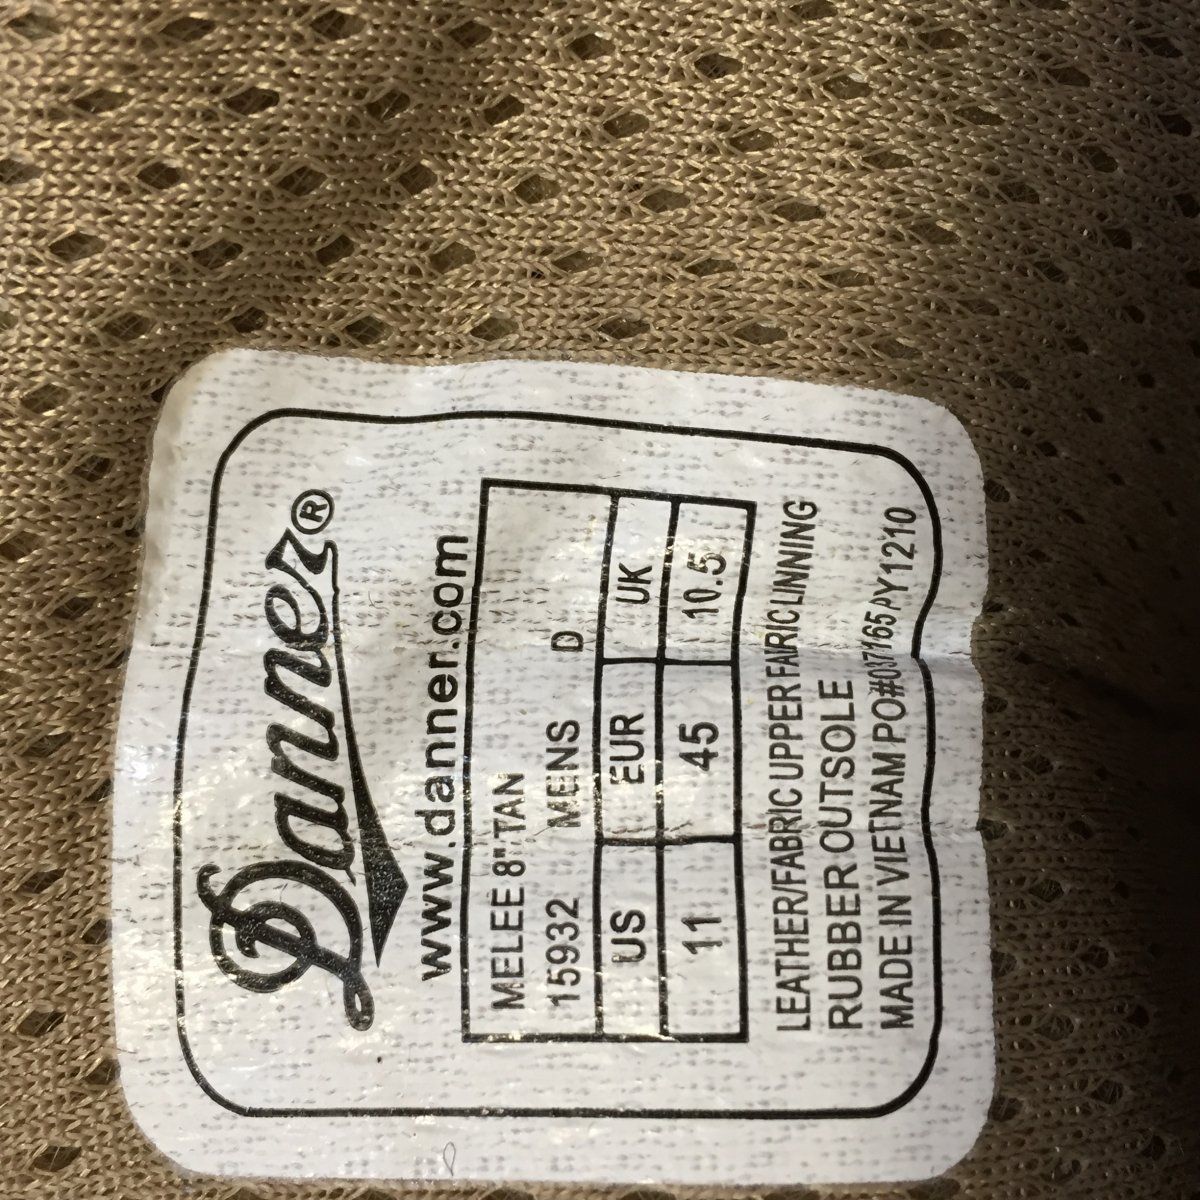 Danner®
www.danner.com
MELEE 8" TAN
15932 MENS D
US EUR UK
11 45 10.5
LEATHER/FABRIC UPPER FAIRIC LINNING
RUBBER OUTSOLE
MADE IN VIETNAM PO#037165 PY1210